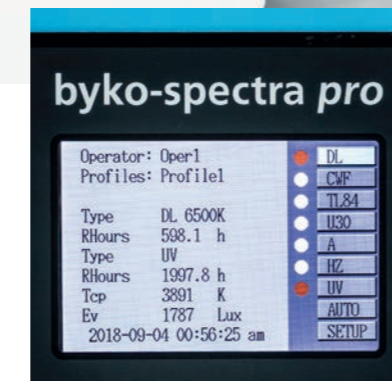 byko-spectra pro
Operator: Oper1
Profiles: Profile1
Type DL 6500K
RHours 598.1 h
Type UV
RHours 1997.8 h
Tcp 3891 K
Ev 1787 Lux
2018-09-04 00:56:25 am
DL
CWF
TL84
U30
A
HZ
UV
AUTO
SETUP